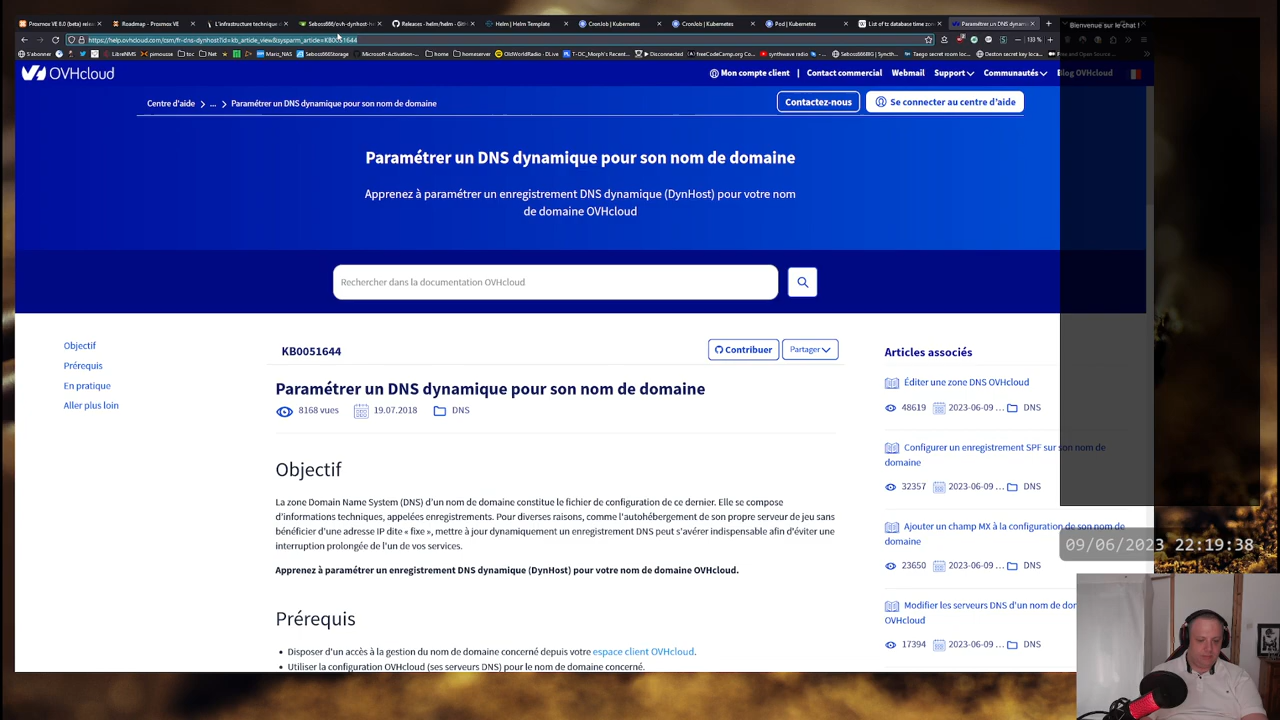 Proxmox VE 8.0 (beta) relea
Roadmap - Proxmox VE
L'infrastructure technique
Seboss666/ovh-dynhost-he
Releases - helm/helm - Git
Helm | Helm Template
CronJob | Kubernetes
CronJob | Kubernetes
Pod | Kubernetes
List of tz database time zon
Paramétrer un DNS dynami
Bienvenue sur le chat !
https://help.ovhcloud.com/csm/fr-dns-dynhost?id=kb_article_view&sysparm_article=KB0051644
133 %
S'abonner
LibreNMS
pimousse
toc
Net
Maric_NAS
Seboss666Storage
Microsoft-Activation-
home
homeserver
OldWorldRadio - DLive
T-OC_Morph's Recent
Disconnected
freeCodeCamp.org Co
synthwave radio
Seboss666BIG | Syncth
Taego secret room loc
Deston secret key loca
Free and Open Source
OVHcloud
Mon compte client | Contact commercial Webmail Support Communautés Blog OVHcloud
Centre d'aide > ... > Paramétrer un DNS dynamique pour son nom de domaine
Contactez-nous
Se connecter au centre d'aide
Paramétrer un DNS dynamique pour son nom de domaine
Apprenez à paramétrer un enregistrement DNS dynamique (DynHost) pour votre nom
de domaine OVHcloud
Rechercher dans la documentation OVHcloud
Objectif
Prérequis
En pratique
Aller plus loin
KB0051644
Contribuer
Partager
Paramétrer un DNS dynamique pour son nom de domaine
8168 vues 19.07.2018 DNS
Objectif
La zone Domain Name System (DNS) d'un nom de domaine constitue le fichier de configuration de ce dernier. Elle se compose
d'informations techniques, appelées enregistrements. Pour diverses raisons, comme l'autohébergement de son propre serveur de jeu sans
bénéficier d'une adresse IP dite « fixe », mettre à jour dynamiquement un enregistrement DNS peut s'avérer indispensable afin d'éviter une
interruption prolongée de l'un de vos services.
Apprenez à paramétrer un enregistrement DNS dynamique (DynHost) pour votre nom de domaine OVHcloud.
Prérequis
• Disposer d'un accès à la gestion du nom de domaine concerné depuis votre espace client OVHcloud.
• Utiliser la configuration OVHcloud (ses serveurs DNS) pour le nom de domaine concerné.
Articles associés
Éditer une zone DNS OVHcloud
48619 2023-06-09 ... DNS
Configurer un enregistrement SPF sur son nom de
domaine
32357 2023-06-09 ... DNS
Ajouter un champ MX à la configuration de son nom de
domaine
23650 2023-06-09 ... DNS
Modifier les serveurs DNS d'un nom de dom
OVHcloud
17394 2023-06-09 ... DNS
09/06/2023 22:19:38